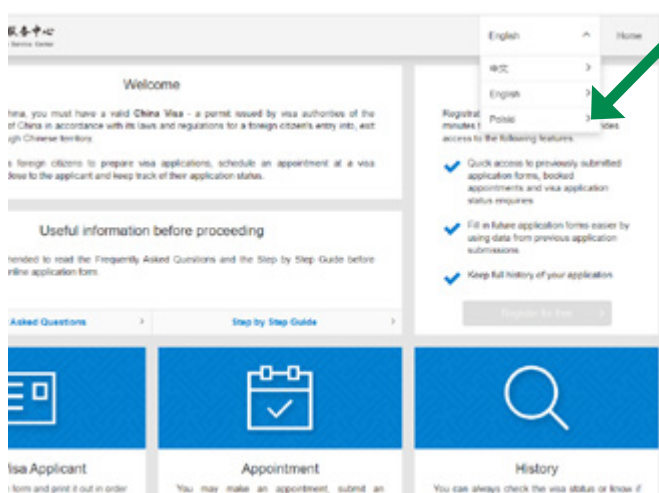 服务中心
Service Center
English
Home
中文
English
Polski
Welcome
hina, you must have a valid China Visa - a permit issued by visa authorities of the
of China in accordance with its laws and regulations for a foreign citizen's entry into, exit
ugh Chinese territory.
s foreign citizens to prepare visa applications, schedule an appointment at a visa
close to the applicant and keep track of their application status.
Registrat
minutes
access to the following features.
Quick access to previously submitted
application forms, booked
appointments and visa application
status enquiries
Fill in future application forms easier by
using data from previous application
submissions.
Keep full history of your application
Register for free
Useful information before proceeding
mended to read the Frequently Asked Questions and the Step by Step Guide before
online application form.
Asked Questions
Step by Step Guide
isa Applicant
form and print it out in order
Appointment
You may make an appointment, submit an
History
You can always check the visa status or know if